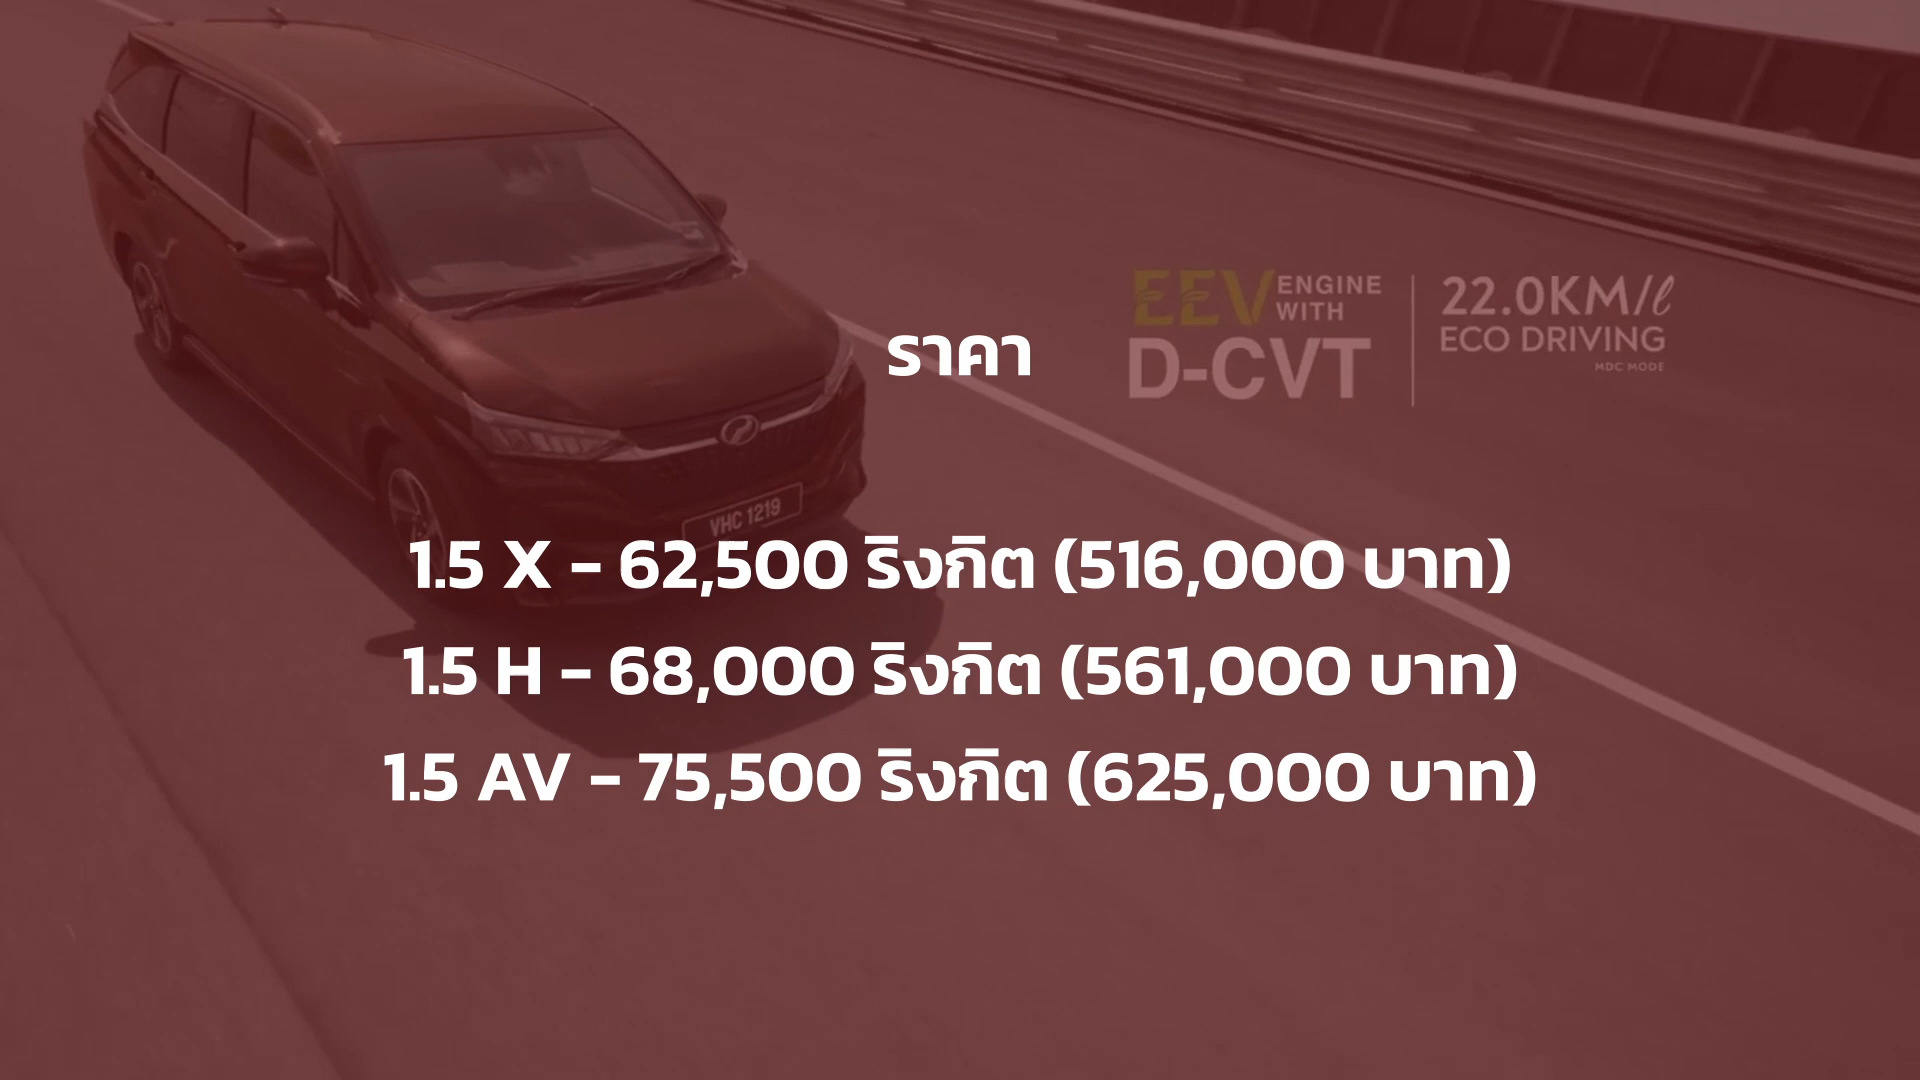 EEV ENGINE WITH
D-CVT
22.0KM/ℓ
ECO DRIVING
MDC MODE
ราคา
VHC 1219
1.5 X - 62,500 ริงกิต (516,000 บาท)
1.5 H - 68,000 ริงกิต (561,000 บาท)
1.5 AV - 75,500 ริงกิต (625,000 บาท)